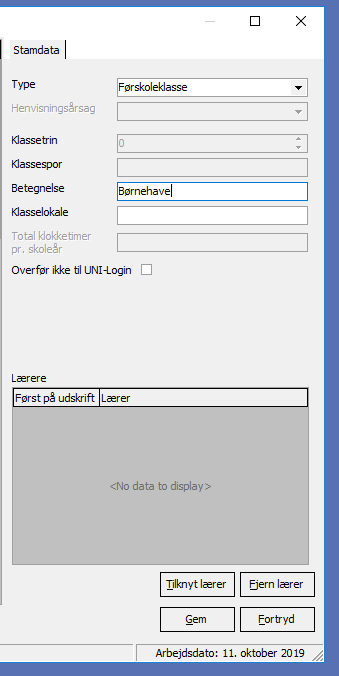 Stamdata
Type
Førskoleklasse
Henvisningsårsag
Klassetrin
0
Klassespor
Betegnelse
Børnehave
Klasselokale
Total klokketimer
pr. skoleår
Overfør ikke til UNI-Login
Lærere
Først på udskrift Lærer
<No data to display>
Tilknyt lærer Fjern lærer
Gem Fortryd
Arbejdsdato: 11. oktober 2019